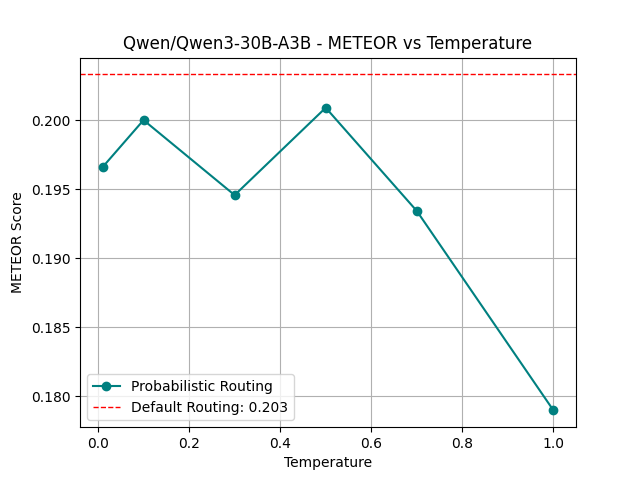 Qwen/Qwen3-30B-A3B - METEOR vs Temperature
METEOR Score
0.200
0.195
0.190
0.185
0.180
Probabilistic Routing
Default Routing: 0.203
0.0 0.2 0.4 0.6 0.8 1.0
Temperature